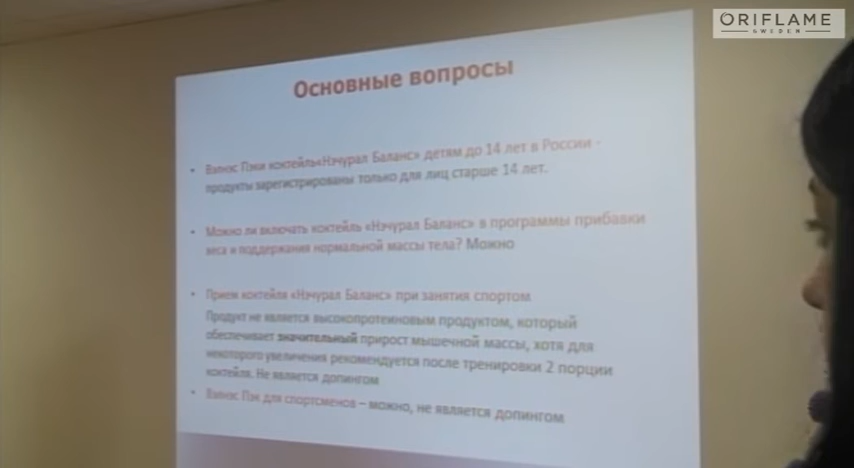 ORIFLAME
SWEDEN
Основные вопросы
• Вэлнэс Пэки коктейль«Нэчурал Баланс» детям до 14 лет в России -
продукты зарегистрированы только для лиц старше 14 лет.
• Можно ли включать коктейль «Нэчурал Баланс» в программы прибавки
веса и поддержания нормальной массы тела? Можно
• Прием коктейля «Нэчурал Баланс» при занятия спортом
Продукт не является высокопротеиновым продуктом, который
обеспечивает значительный прирост мышечной массы, хотя для
некоторого увеличения рекомендуется после тренировки 2 порции
коктейля. Не является допингом
• Вэлнэс Пэк для спортсменов – можно, не является допингом